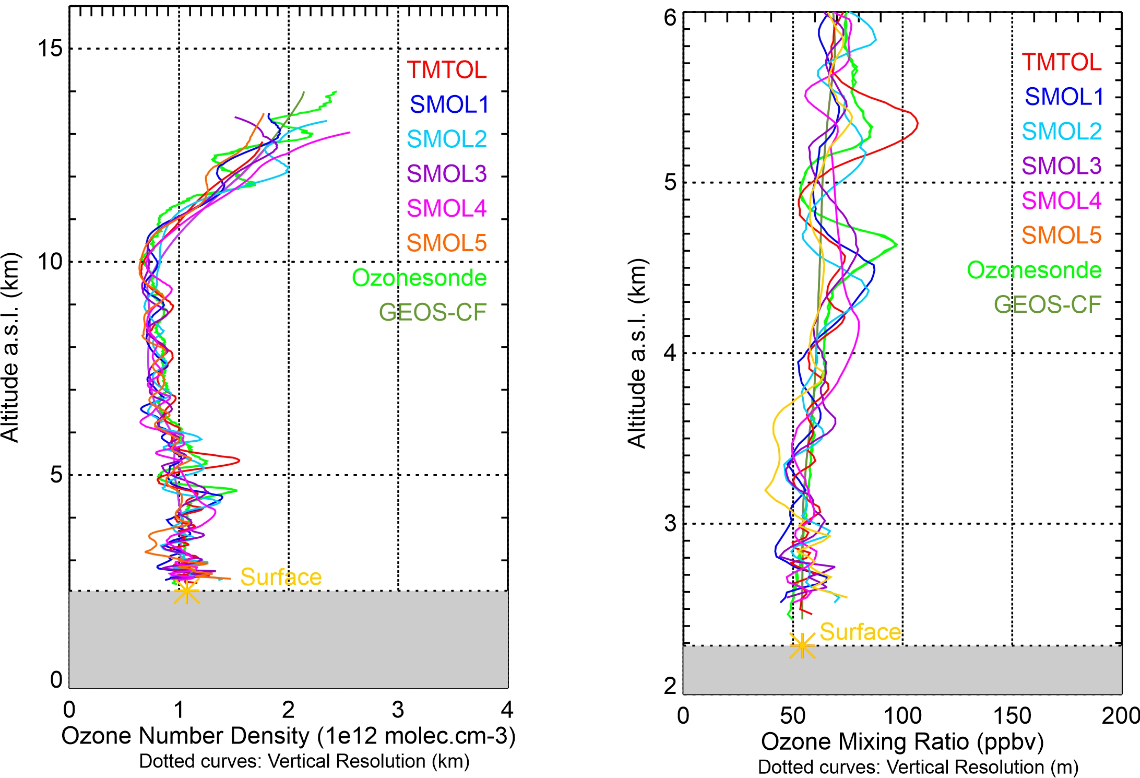 15
10
5
0
Altitude a.s.l. (km)
TMTOL
SMOL1
SMOL2
SMOL3
SMOL4
SMOL5
Ozonesonde
GEOS-CF
Surface
0 1 2 3 4
Ozone Number Density (1e12 molec.cm-3)
Dotted curves: Vertical Resolution (km)
6
5
4
3
2
Altitude a.s.l. (km)
TMTOL
SMOL1
SMOL2
SMOL3
SMOL4
SMOL5
Ozonesonde
GEOS-CF
Surface
0 50 100 150 200
Ozone Mixing Ratio (ppbv)
Dotted curves: Vertical Resolution (m)